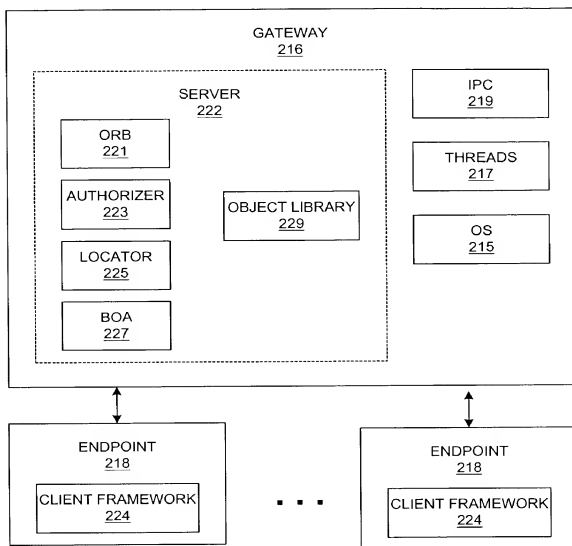 GATEWAY
216
SERVER
222
ORB
221
AUTHORIZER
223
LOCATOR
225
BOA
227
OBJECT LIBRARY
229
IPC
219
THREADS
217
OS
215
ENDPOINT
218
CLIENT FRAMEWORK
224
ENDPOINT
218
CLIENT FRAMEWORK
224